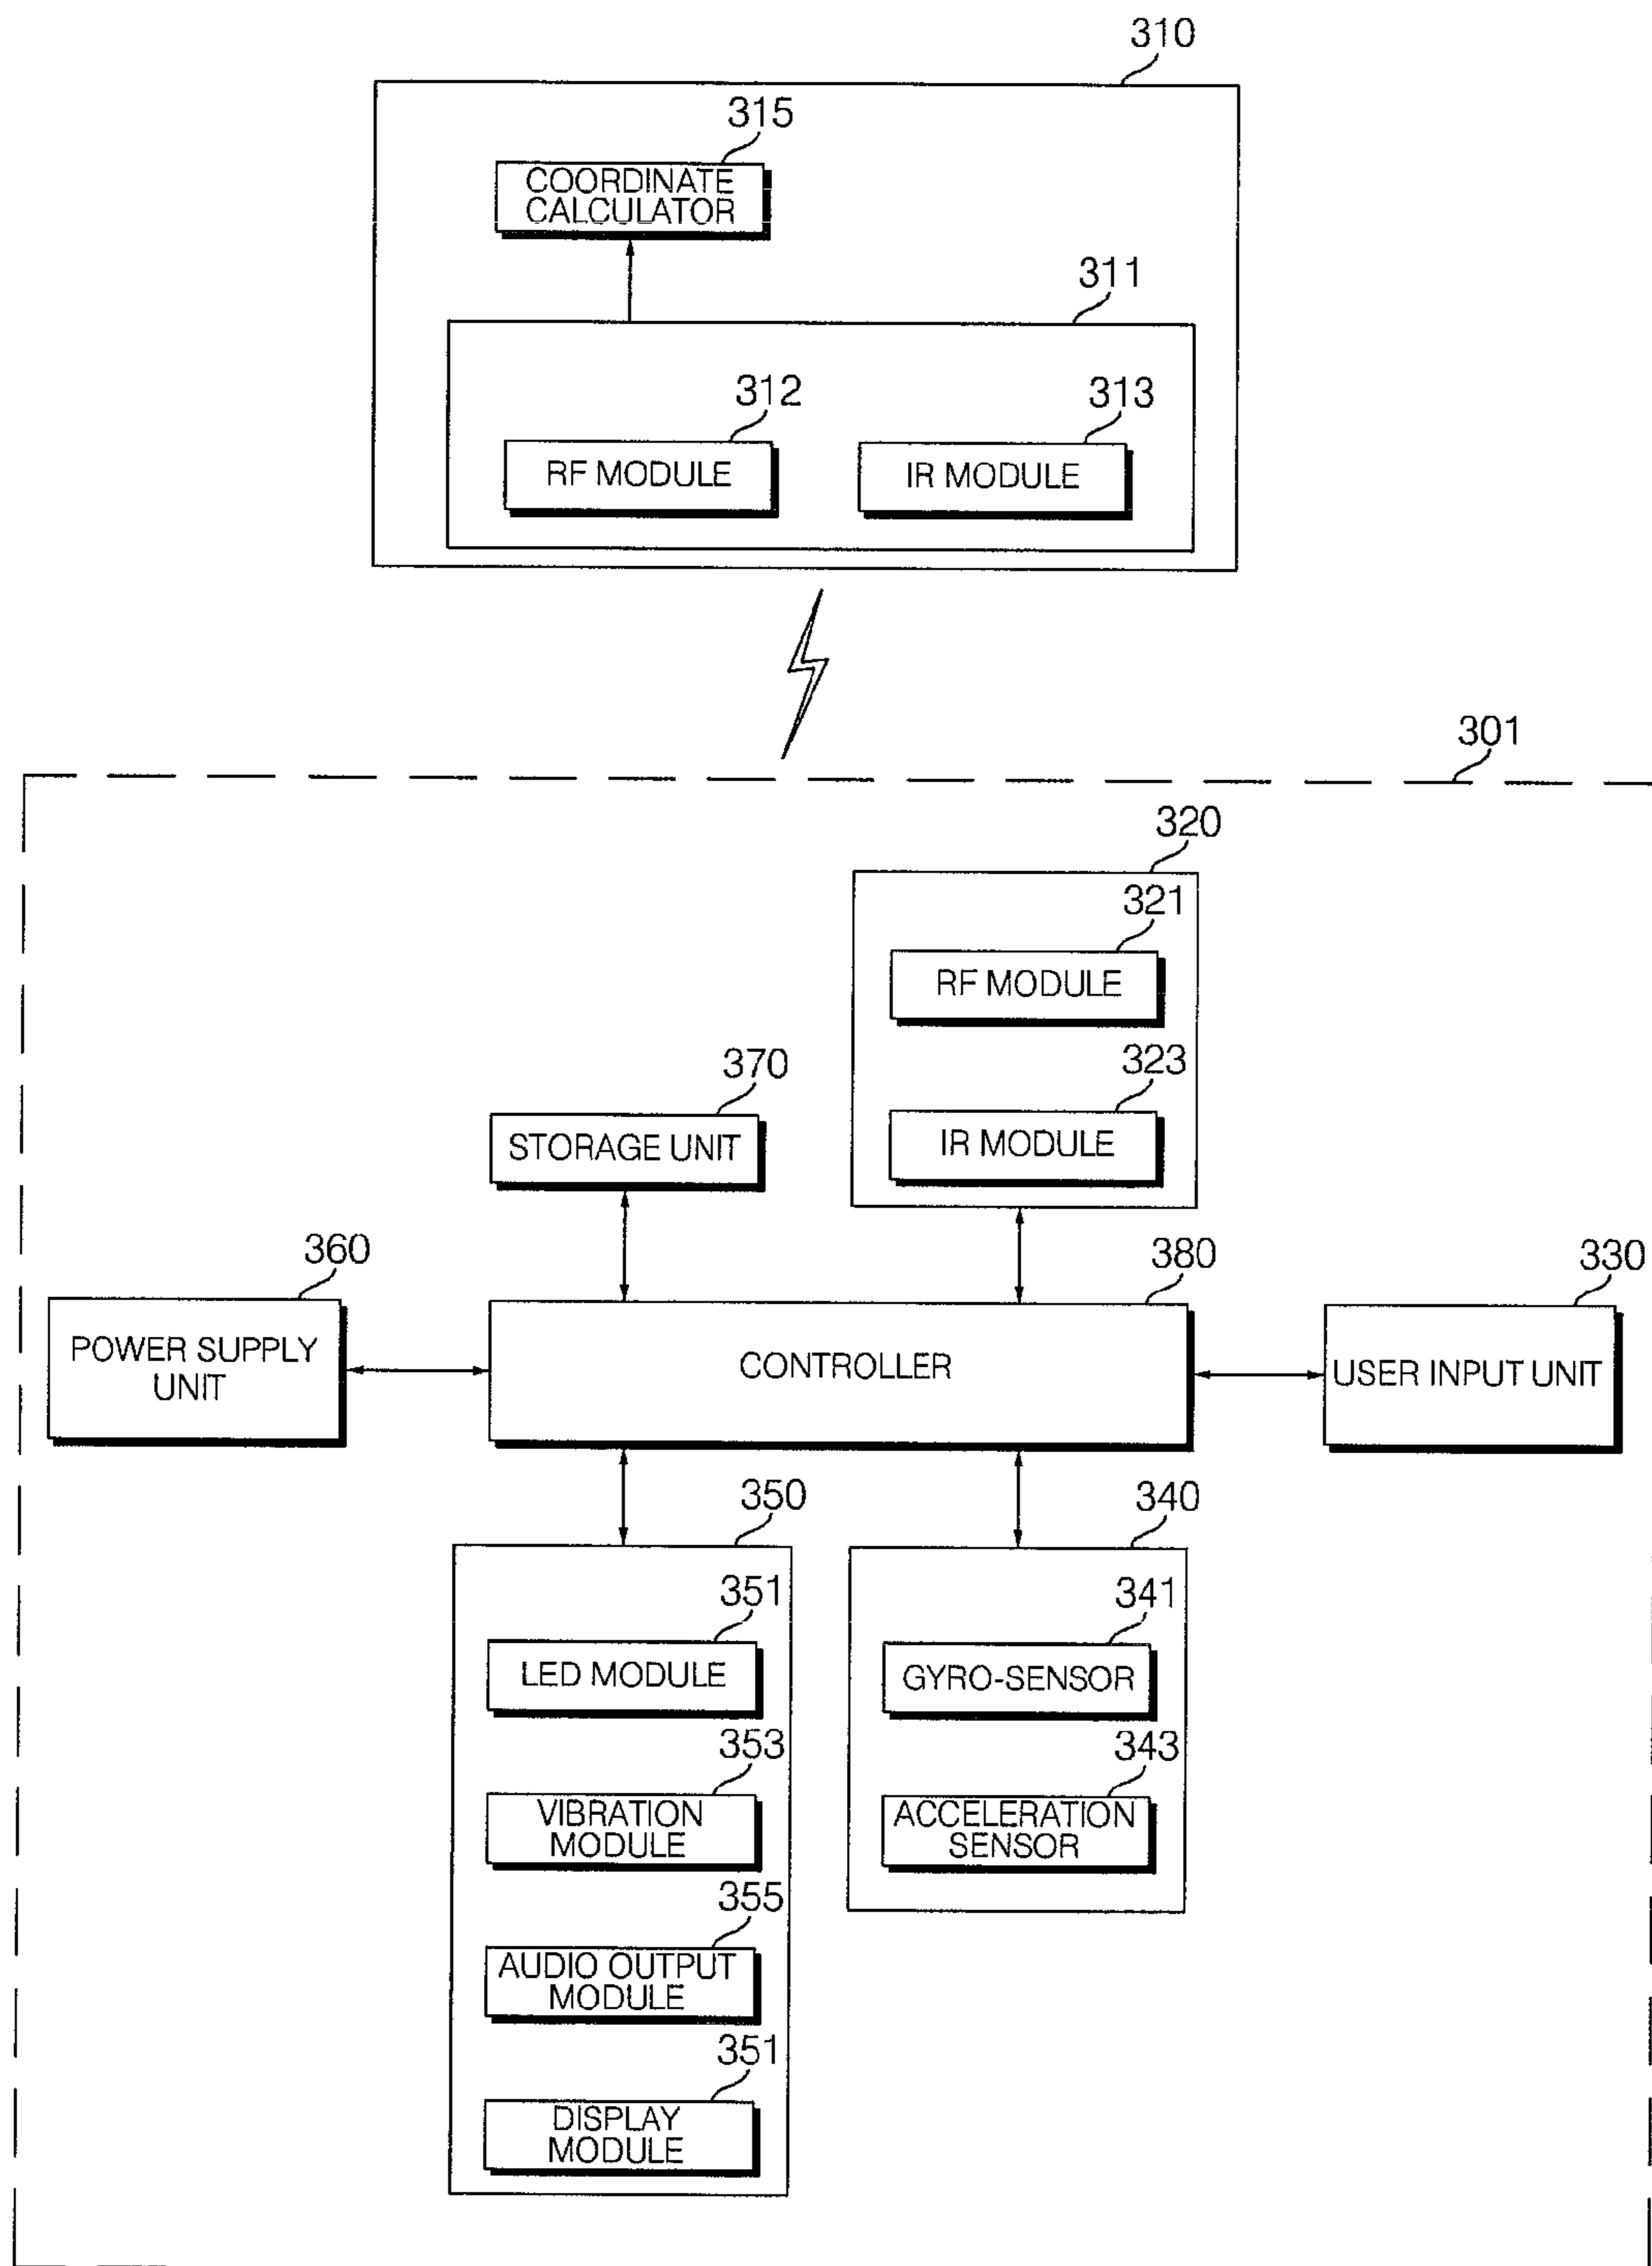 310
315
COORDINATE
CALCULATOR
311
312
313
RF MODULE
IR MODULE
301
320
321
RF MODULE
370
323
STORAGE UNIT
IR MODULE
360
380
330
POWER SUPPLY
UNIT
CONTROLLER
USER INPUT UNIT
350
340
351
341
LED MODULE
GYRO-SENSOR
353
343
VIBRATION
MODULE
ACCELERATION
SENSOR
355
AUDIO OUTPUT
MODULE
351
DISPLAY
MODULE